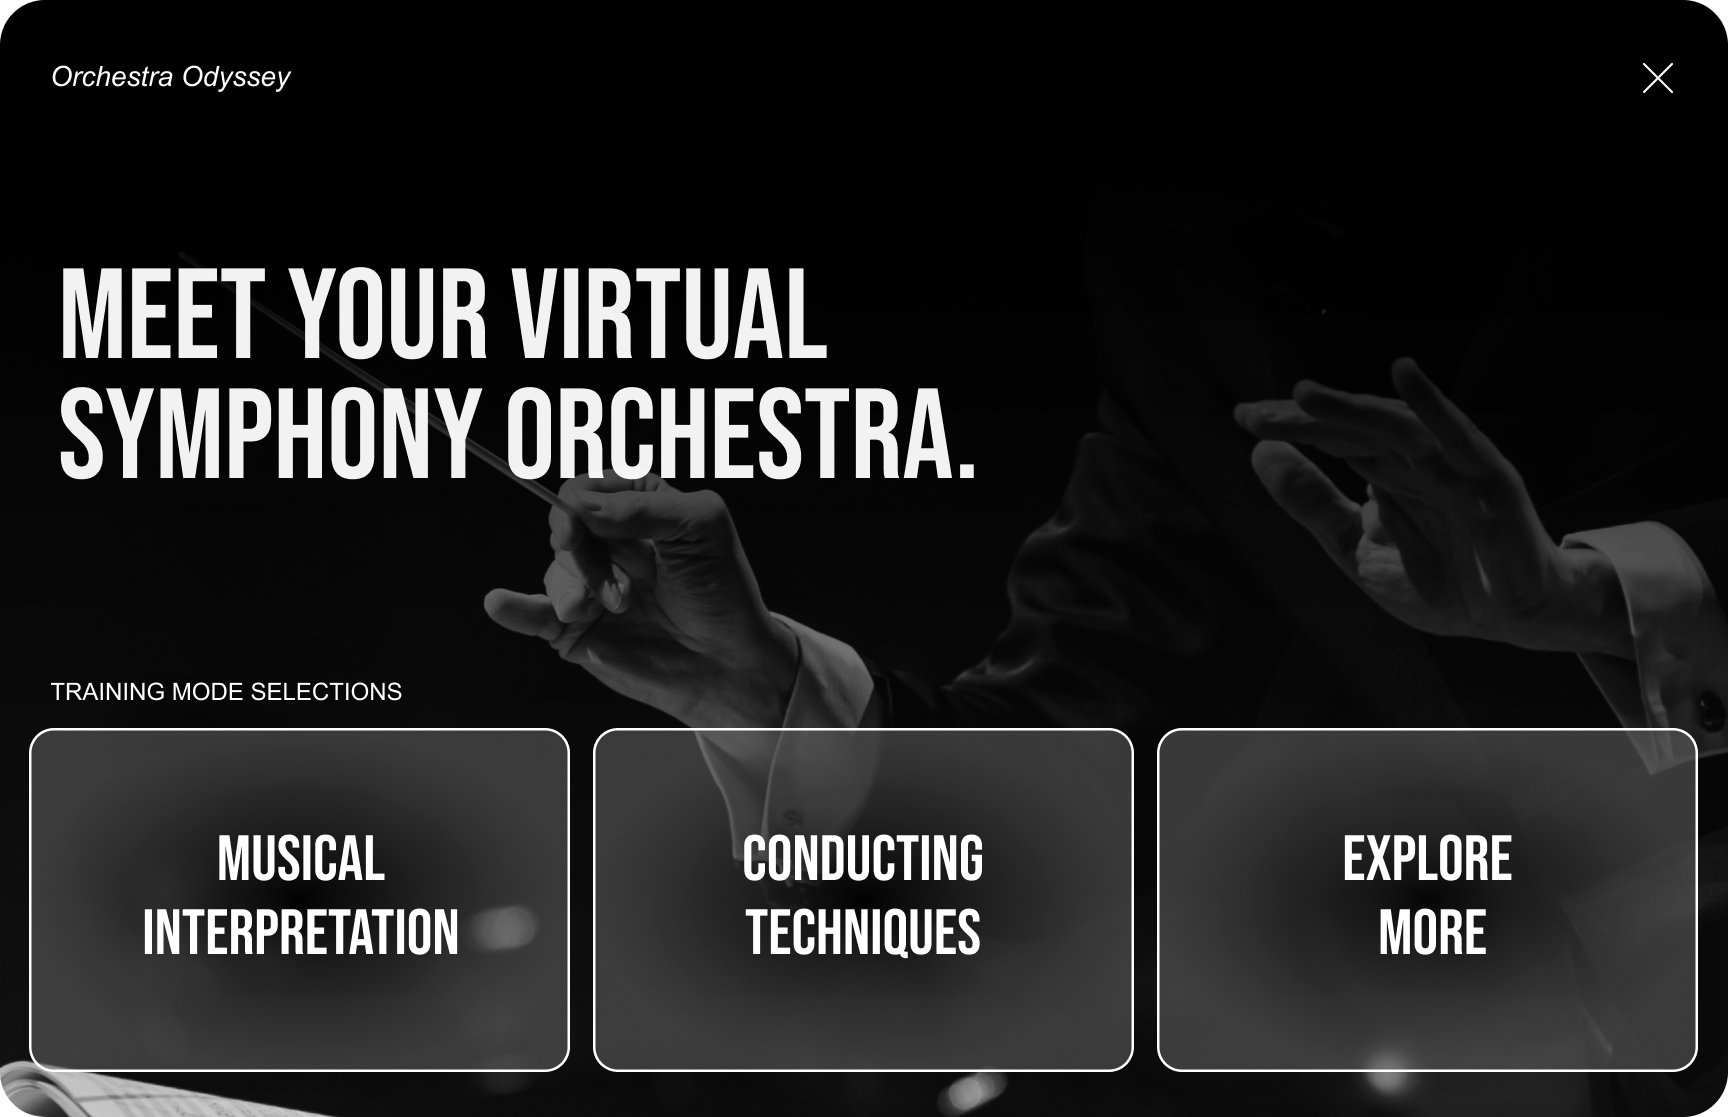 Orchestra Odyssey
MEET YOUR VIRTUAL
SYMPHONY ORCHESTRA.
TRAINING MODE SELECTIONS
MUSICAL
INTERPRETATION
CONDUCTING
TECHNIQUES
EXPLORE
MORE